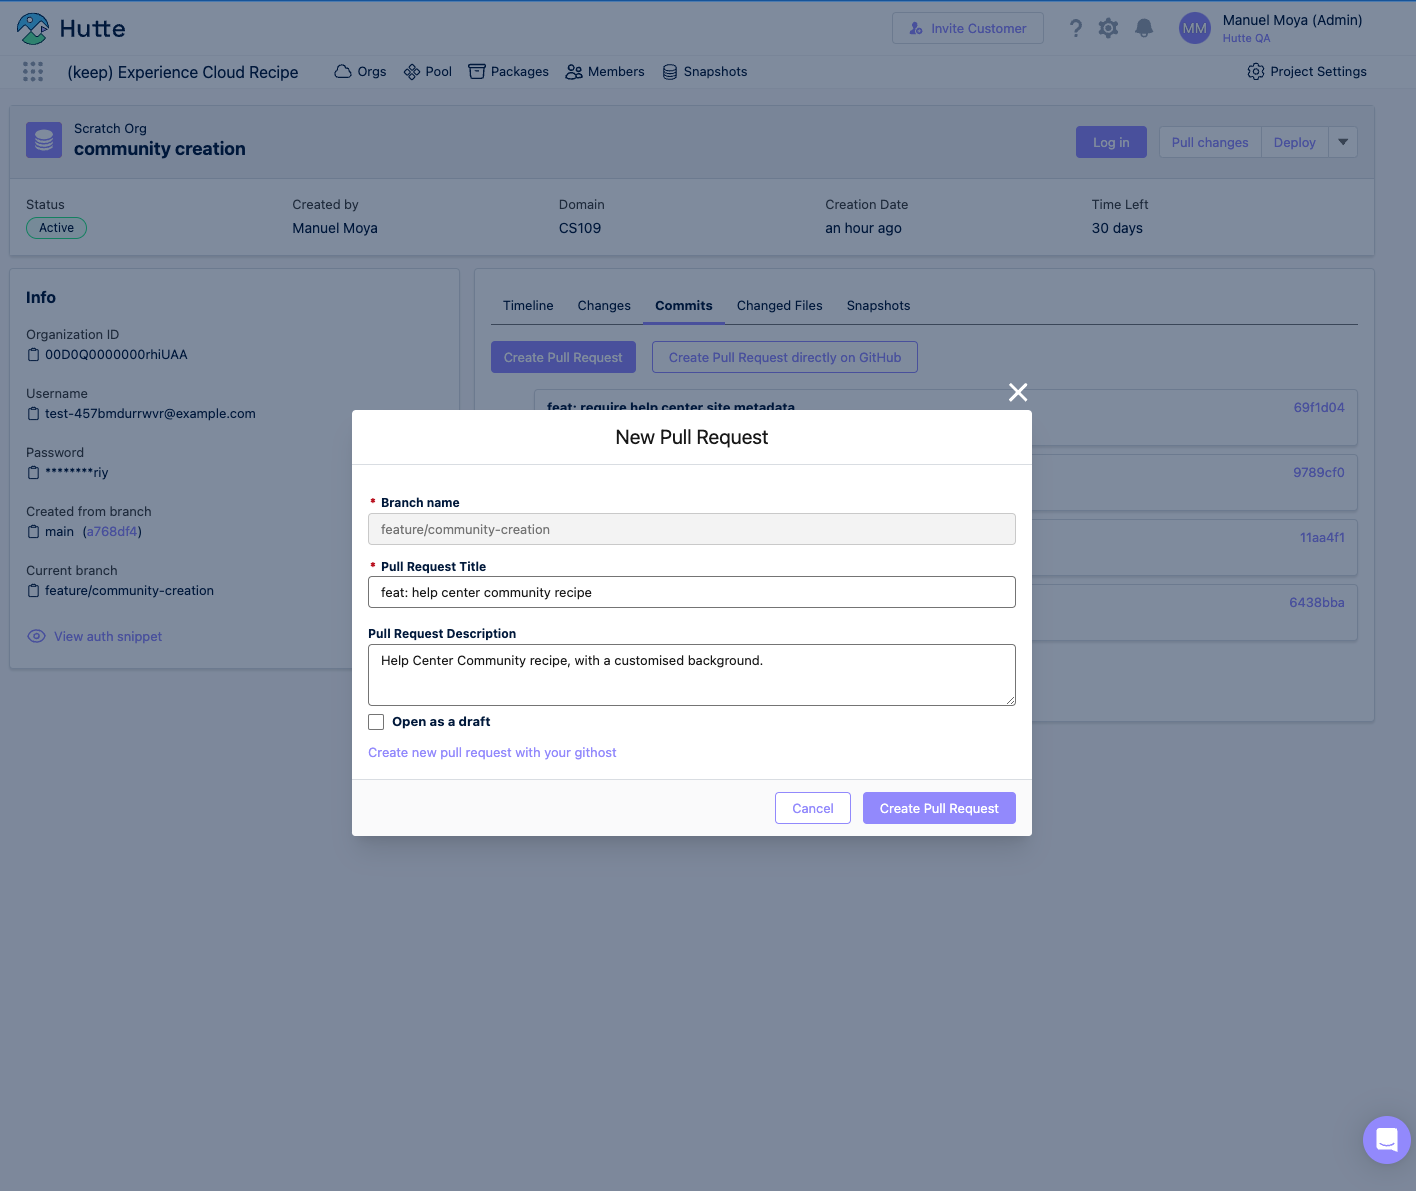 Hutte
Invite Customer
?
MM
Manuel Moya (Admin)
Hutte QA
(keep) Experience Cloud Recipe
Orgs
Pool
Packages
Members
Snapshots
Project Settings
Scratch Org
community creation
Log in
Pull changes
Deploy
Status
Active
Created by
Manuel Moya
Domain
CS109
Creation Date
an hour ago
Time Left
30 days
Info
Organization ID
00D0Q0000000rhiUAA
Username
test-457bmdurrwvr@example.com
Password
********riy
Created from branch
main (a768df4)
Current branch
feature/community-creation
View auth snippet
Timeline
Changes
Commits
Changed Files
Snapshots
Create Pull Request
Create Pull Request directly on GitHub
feat: require help center site metadata
69f1d04
9789cf0
11aa4f1
6438bba
New Pull Request
* Branch name
feature/community-creation
* Pull Request Title
feat: help center community recipe
Pull Request Description
Help Center Community recipe, with a customised background.
Open as a draft
Create new pull request with your githost
Cancel
Create Pull Request